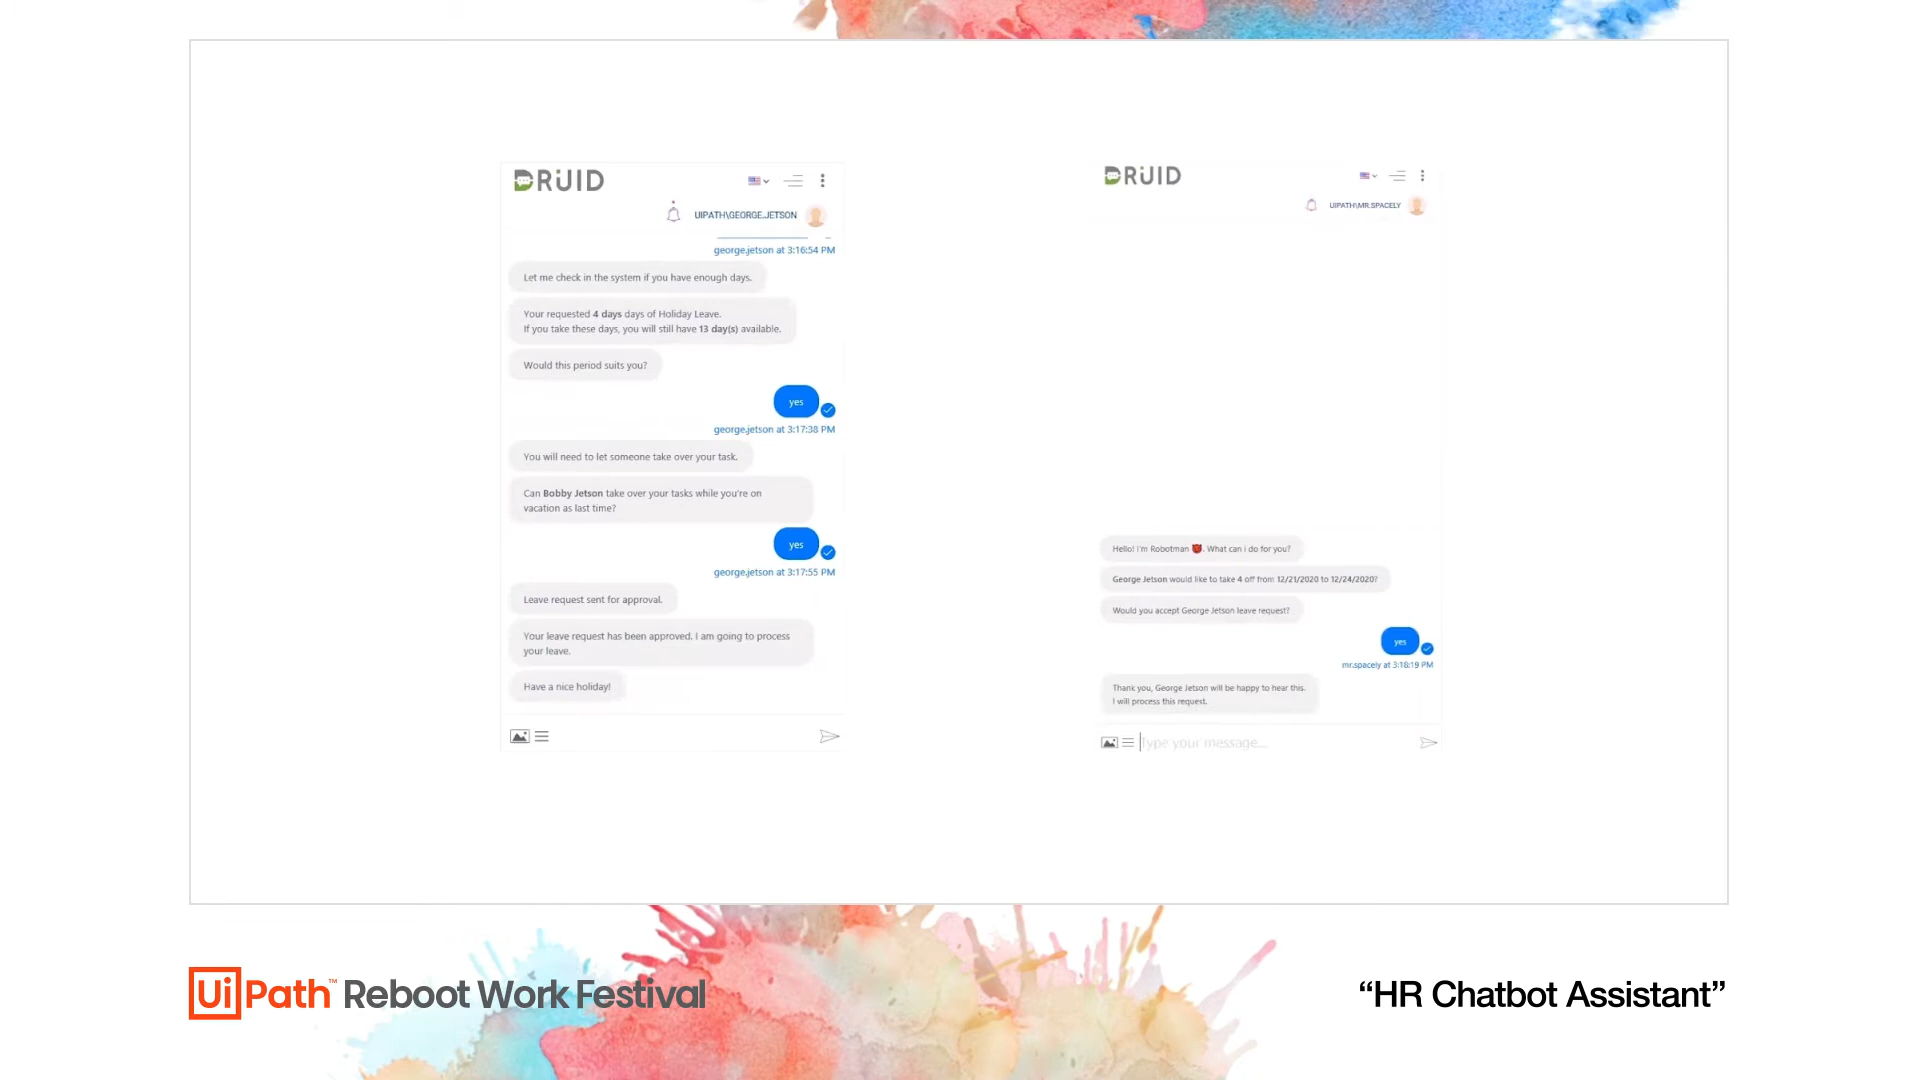 DRUID
UIPATH\GEORGE.JETSON
george.jetson at 3:16:54 PM
Let me check in the system if you have enough days.
Your requested 4 days days of Holiday Leave.
If you take these days, you will still have 13 day(s) available.
Would this period suits you?
yes
george.jetson at 3:17:38 PM
You will need to let someone take over your task.
Can Bobby Jetson take over your tasks while you're on
vacation as last time?
yes
george.jetson at 3:17:55 PM
Leave request sent for approval.
Your leave request has been approved. I am going to process
your leave.
Have a nice holiday!
DRUID
UIPATH\MR.SPACELY
Hello! I'm Robotman . What can i do for you?
George Jetson would like to take 4 off from 12/21/2020 to 12/24/2020?
Would you accept George Jetson leave request?
yes
mr.spacely at 3:18:19 PM
Thank you, George Jetson will be happy to hear this.
I will process this request.
Type your message...
UiPath™ Reboot Work Festival
“HR Chatbot Assistant”